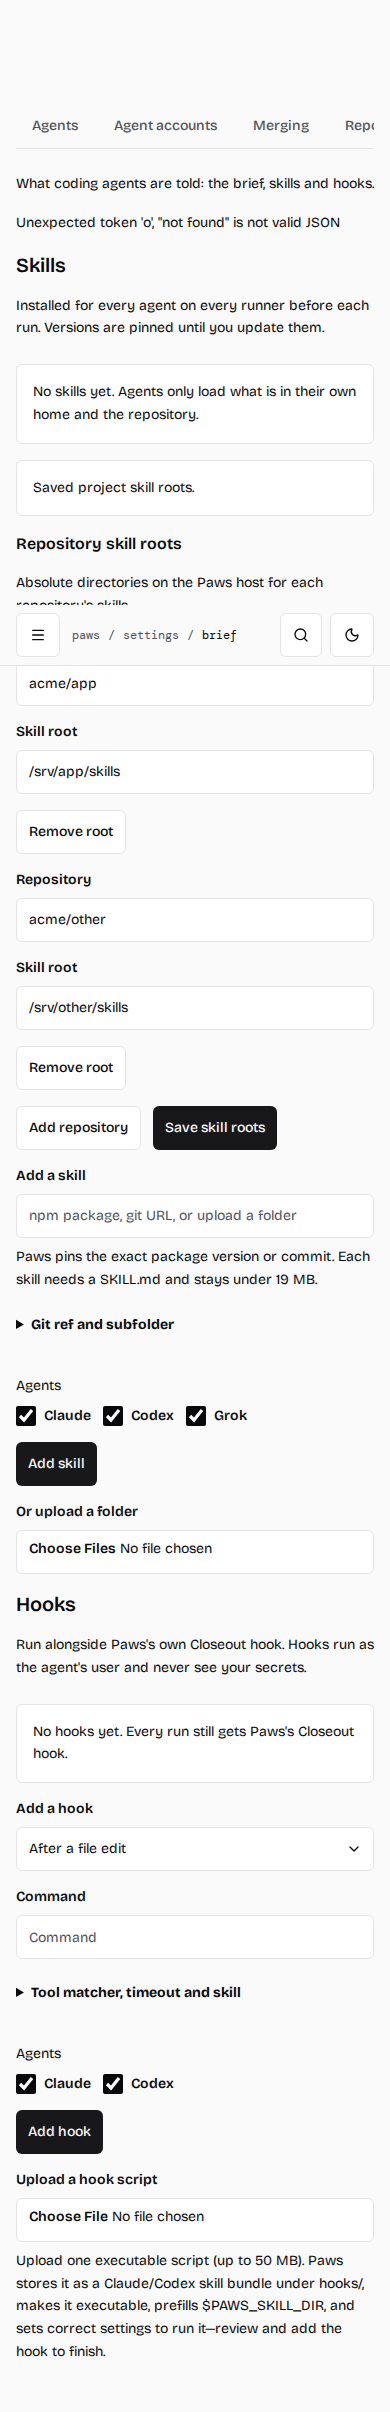 Agents Agent accounts Merging Repo
What coding agents are told: the brief, skills and hooks.
Unexpected token 'o', "not found" is not valid JSON
Skills
Installed for every agent on every runner before each
run. Versions are pinned until you update them.
No skills yet. Agents only load what is in their own
home and the repository.
Saved project skill roots.
Repository skill roots
Absolute directories on the Paws host for each
repository's skills
paws / settings / brief
acme/app
Skill root
/srv/app/skills
Remove root
Repository
acme/other
Skill root
/srv/other/skills
Remove root
Add repository Save skill roots
Add a skill
npm package, git URL, or upload a folder
Paws pins the exact package version or commit. Each
skill needs a SKILL.md and stays under 19 MB.
Git ref and subfolder
Agents
Claude Codex Grok
Add skill
Or upload a folder
Choose Files No file chosen
Hooks
Run alongside Paws's own Closeout hook. Hooks run as
the agent's user and never see your secrets.
No hooks yet. Every run still gets Paws's Closeout
hook.
Add a hook
After a file edit
Command
Command
Tool matcher, timeout and skill
Agents
Claude Codex
Add hook
Upload a hook script
Choose File No file chosen
Upload one executable script (up to 50 MB). Paws
stores it as a Claude/Codex skill bundle under hooks/,
makes it executable, prefills $PAWS_SKILL_DIR, and
sets correct settings to run it—review and add the
hook to finish.